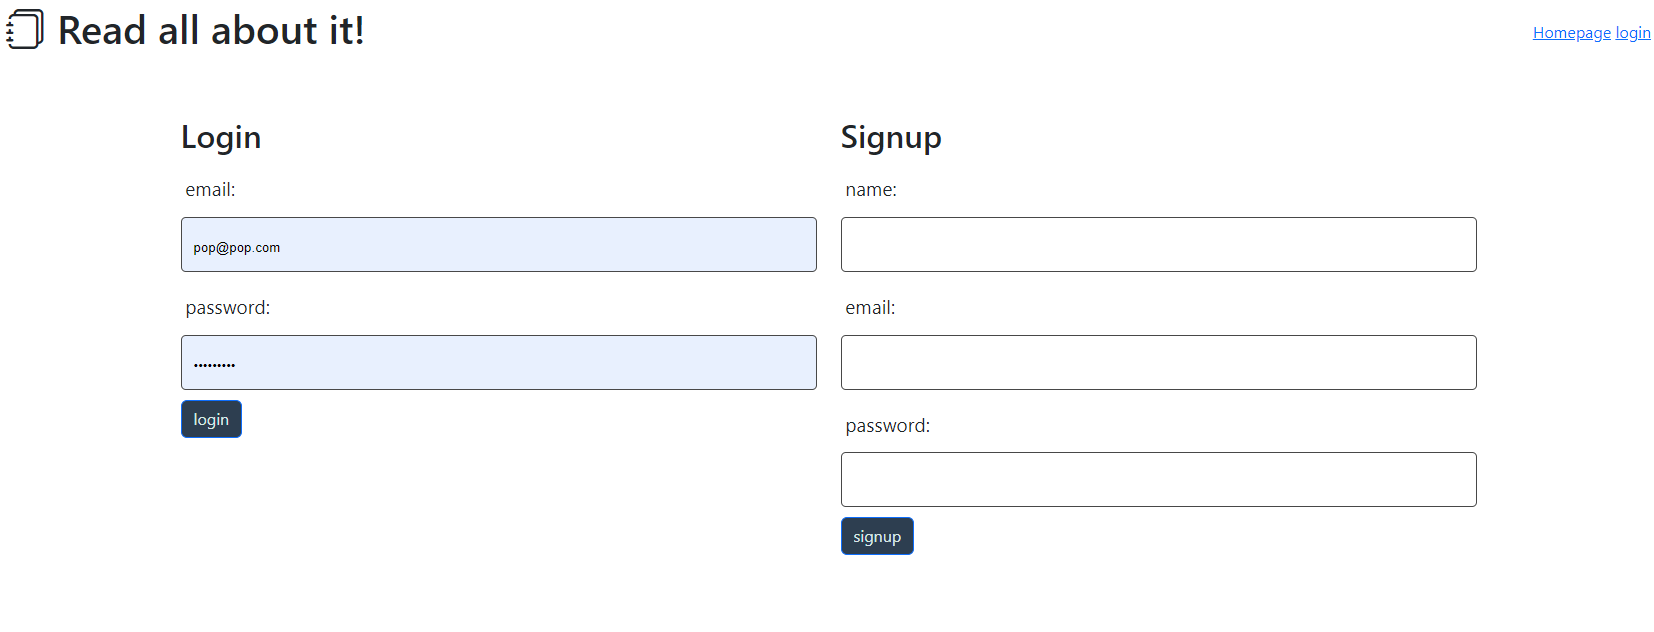 Read all about it!
Homepage login
Login
email:
pop@pop.com
password:
•••••••••
login
Signup
name:
email:
password:
signup